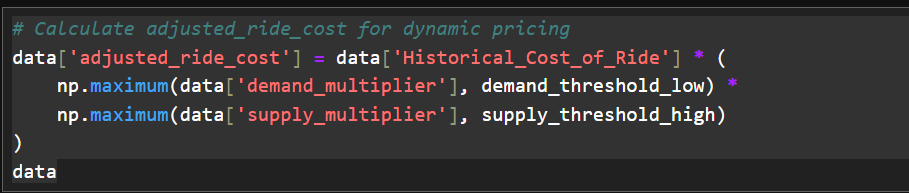 # Calculate adjusted_ride_cost for dynamic pricing
data['adjusted_ride_cost'] = data['Historical_Cost_of_Ride'] * (
    np.maximum(data['demand_multiplier'], demand_threshold_low) *
    np.maximum(data['supply_multiplier'], supply_threshold_high)
)
data